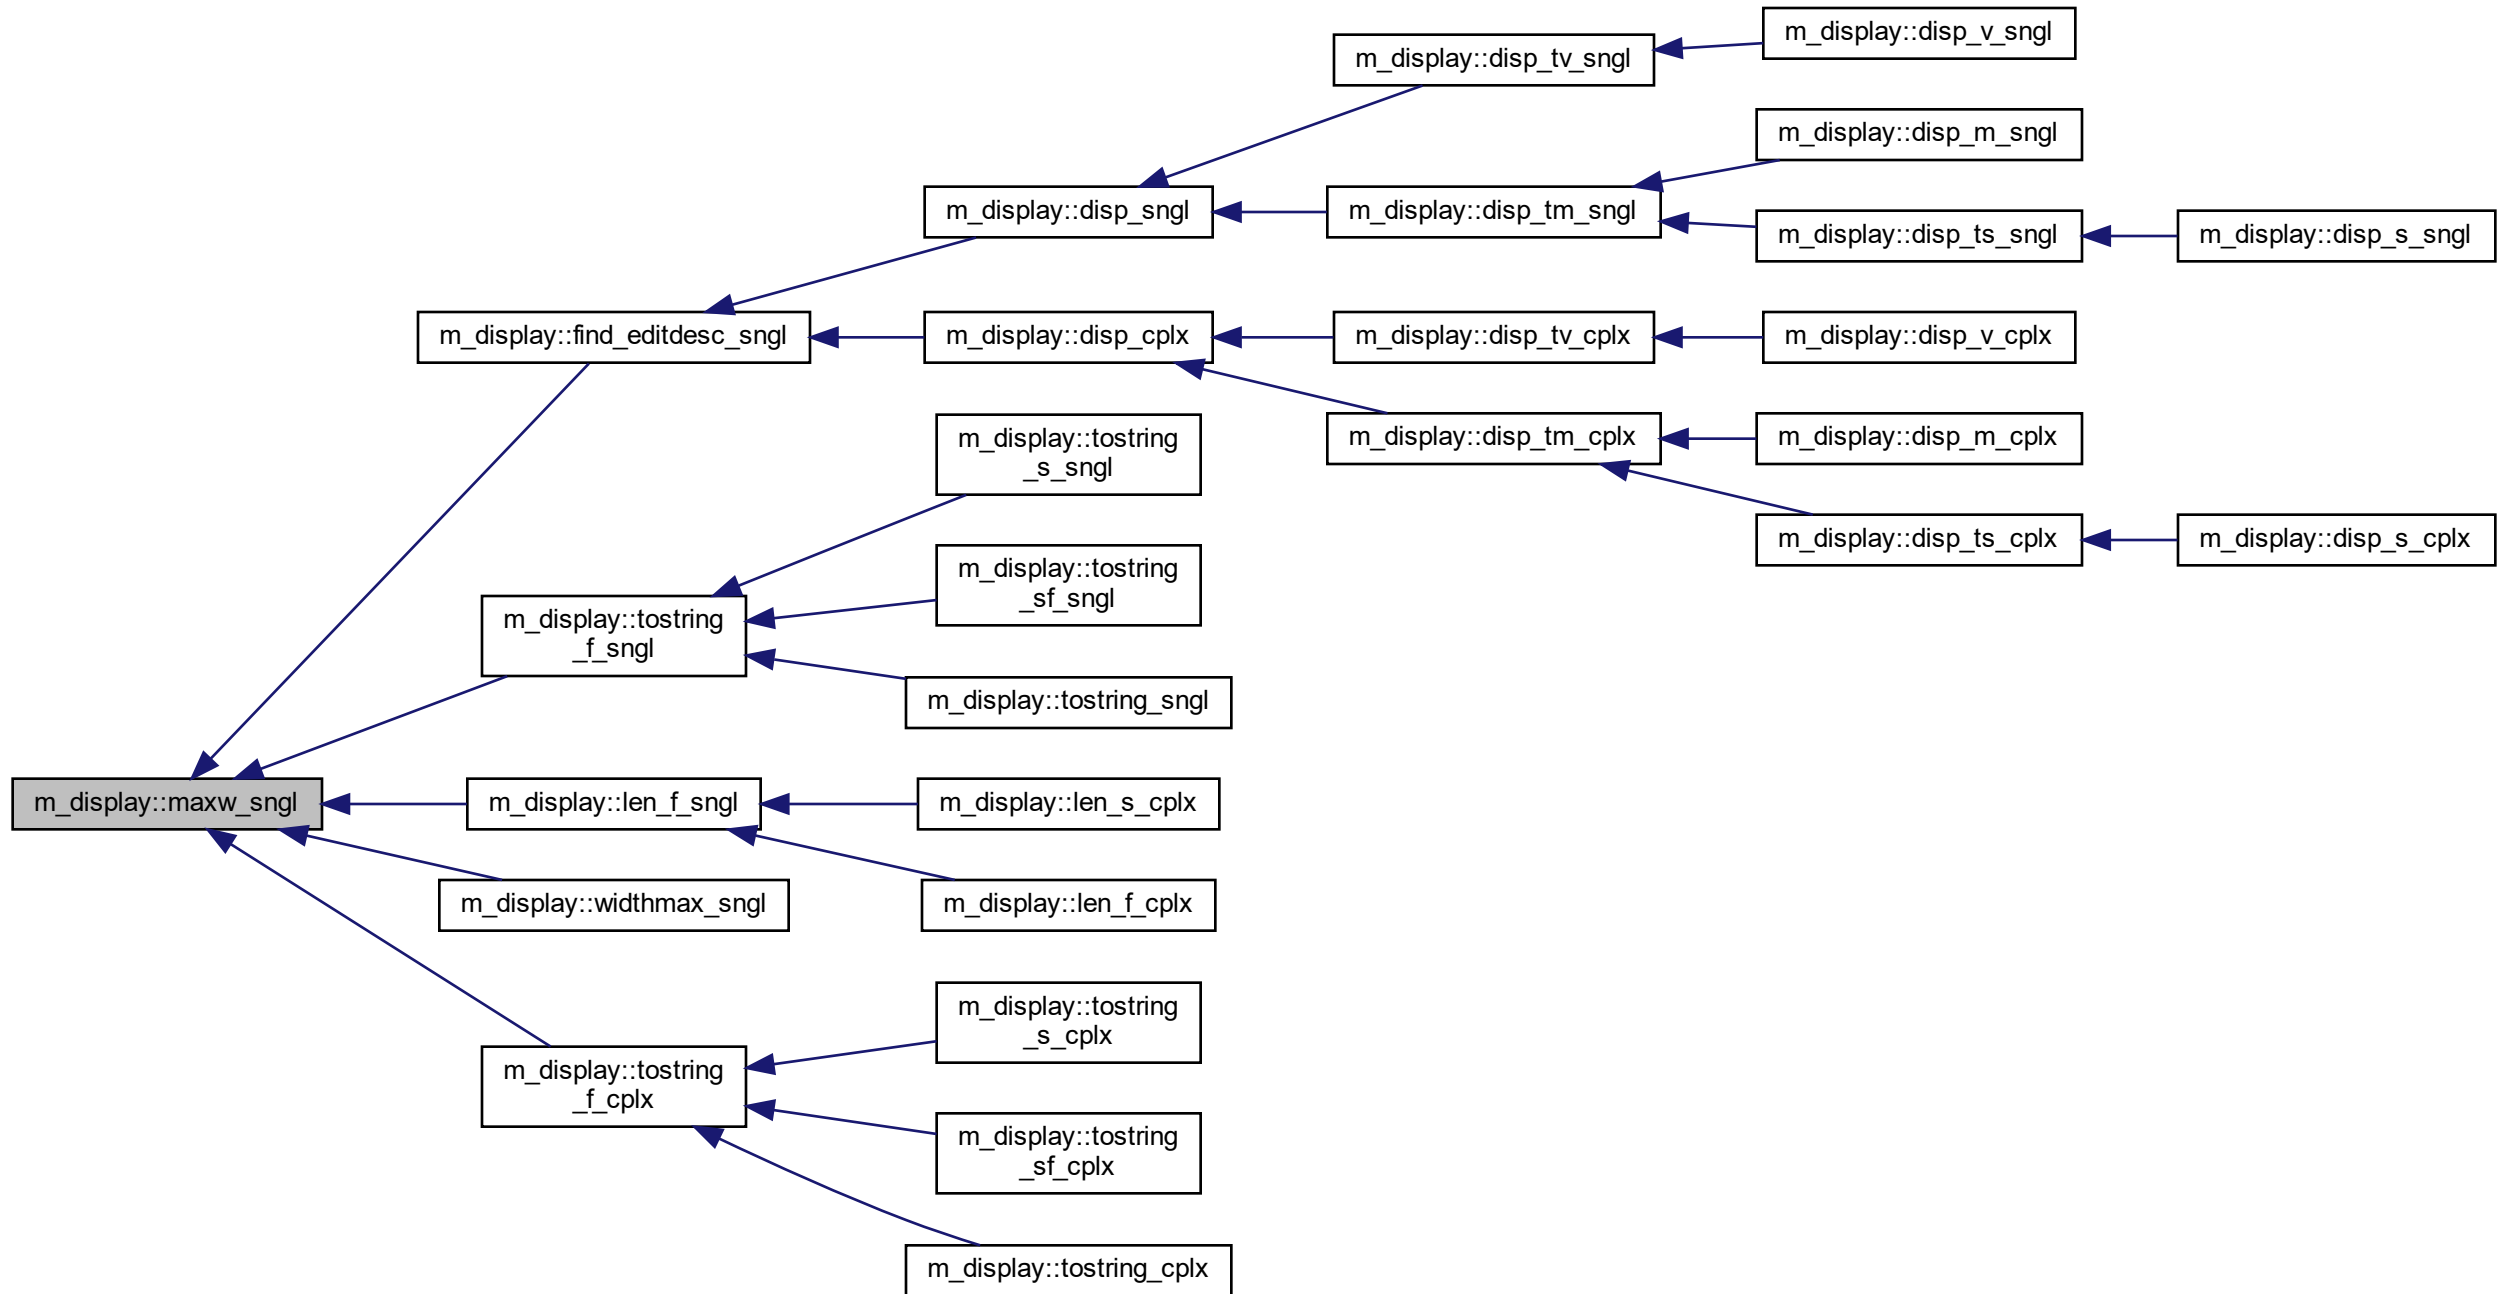 m_display::disp_v_sngl
m_display::disp_tv_sngl
m_display::disp_m_sngl
m_display::disp_sngl
m_display::disp_tm_sngl
m_display::disp_ts_sngl
m_display::disp_s_sngl
m_display::find_editdesc_sngl
m_display::disp_cplx
m_display::disp_tv_cplx
m_display::disp_v_cplx
m_display::disp_tm_cplx
m_display::disp_m_cplx
m_display::disp_ts_cplx
m_display::disp_s_cplx
m_display::tostring
_s_sngl
m_display::tostring
_sf_sngl
m_display::tostring
_f_sngl
m_display::tostring_sngl
m_display::maxw_sngl
m_display::len_f_sngl
m_display::len_s_cplx
m_display::len_f_cplx
m_display::widthmax_sngl
m_display::tostring
_s_cplx
m_display::tostring
_f_cplx
m_display::tostring
_sf_cplx
m_display::tostring_cplx